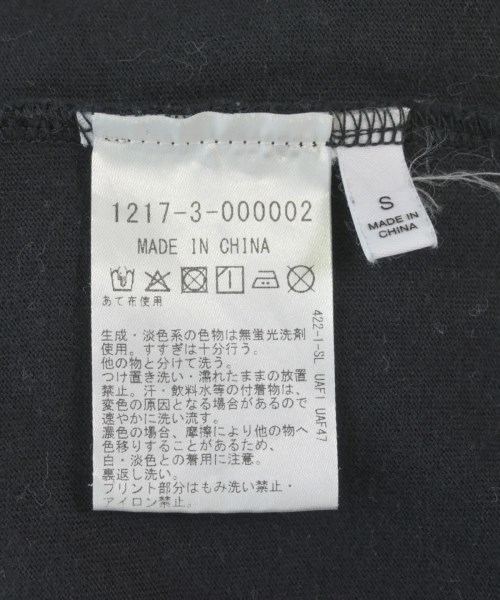 1217-3-000002
MADE IN CHINA
あて布使用
生成・淡色系の色物は無蛍光洗剤
使用。すすぎは十分行う。
他の物と分けて洗う。
つけ置き洗い・濡れたままの放置
禁止。汗・飲料水等の付着物は、
変色の原因となる場合があるので
速やかに洗い流す。
濃色の場合、摩擦により他の物へ
色移りすることがあるため、
白・淡色との着用に注意。
裏返し洗い。
プリント部分はもみ洗い禁止・
アイロン禁止。
422-1-SL UAF1 UAF47
S
MADE IN
CHINA